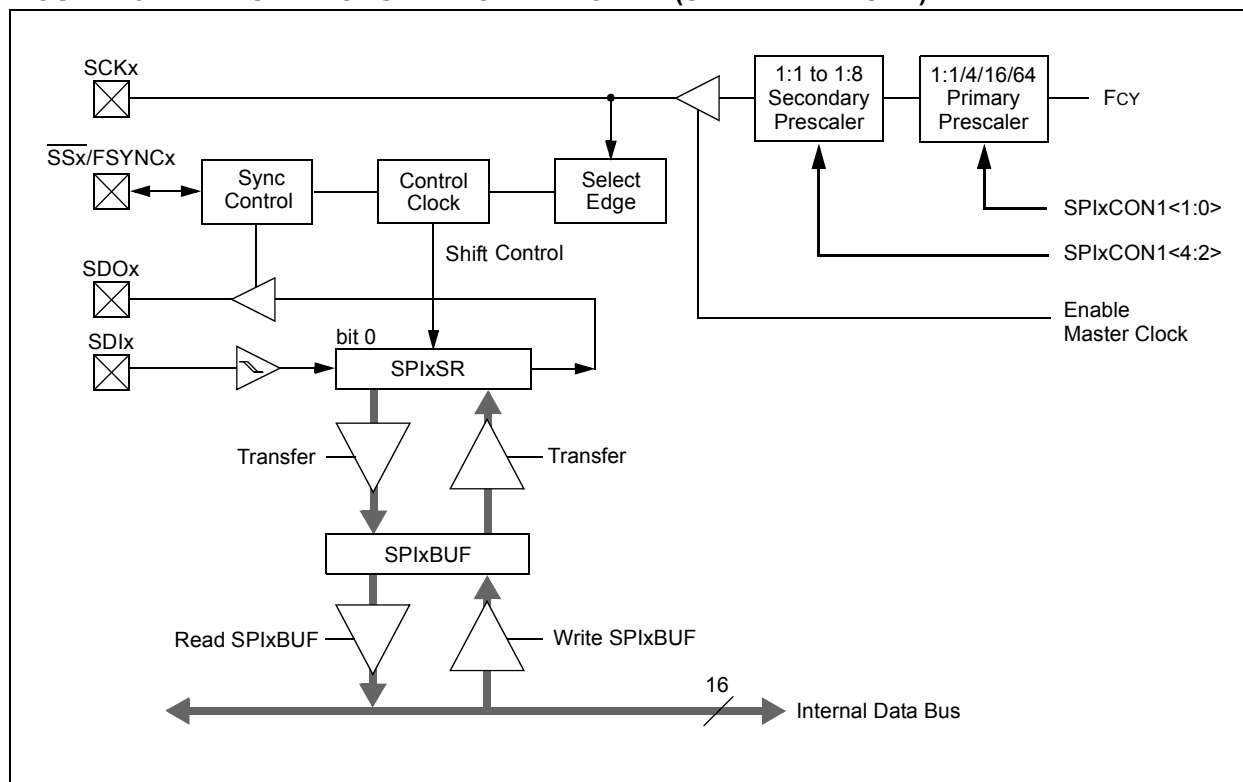 SCKx
SSx/FSYNCx
SDOx
SDIx
Sync
Control
Control
Clock
Select
Edge
1:1 to 1:8
Secondary
Prescaler
1:1/4/16/64
Primary
Prescaler
FCY
SPIxCON1<1:0>
SPIxCON1<4:2>
Enable
Master Clock
Shift Control
bit 0
SPIxSR
Transfer
Transfer
SPIxBUF
Read SPIxBUF
Write SPIxBUF
16
Internal Data Bus